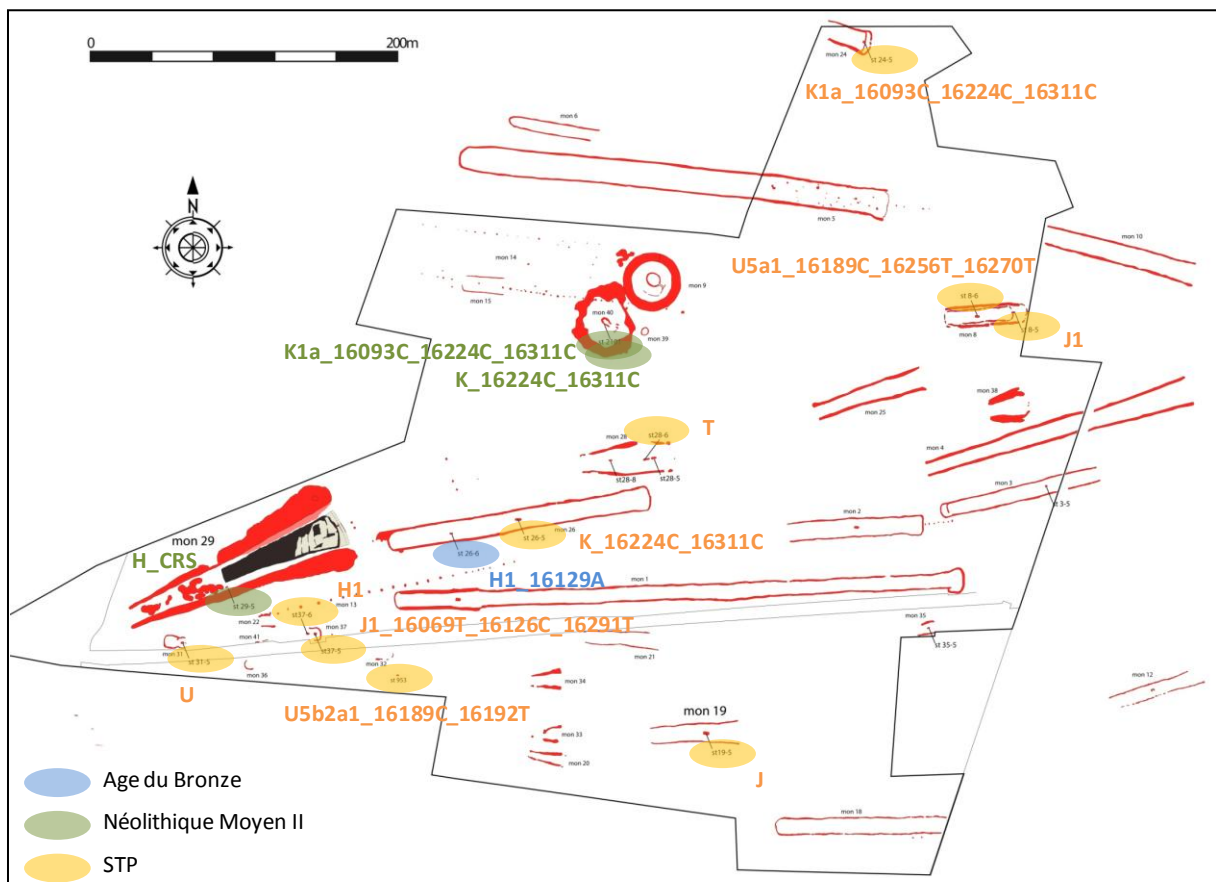 0
200m
mon 24
st 24-5
K1a_16093C_16224C_16311C
mon 6
mon 5
N
mon 10
mon 14
mon 15
mon 9
U5a1_16189C_16256T_16270T
st 8-6
mon 40
mon 39
mon 8
st 8-5
J1
K1a_16093C_16224C_16311C
K_16224C_16311C
mon 38
mon 25
T
mon 28
st28-6
st28-8
st28-5
mon 4
mon 3
st 3-5
mon 2
mon 29
mon 26
st 26-5
K_16224C_16311C
st 26-6
H_CRS
H1_16129A
H1
mon 1
st 29-5
mon 13
st37-6
mon 22
J1_16069T_16126C_16291T
mon 41
mon 37
mon 35
st 35-5
mon 31
st 31-5
st37-5
mon 21
mon 36
mon 32
st 953
U
U5b2a1_16189C_16192T
mon 34
mon 12
mon 19
mon 33
st19-5
mon 20
J
Age du Bronze
Néolithique Moyen II
mon 18
STP